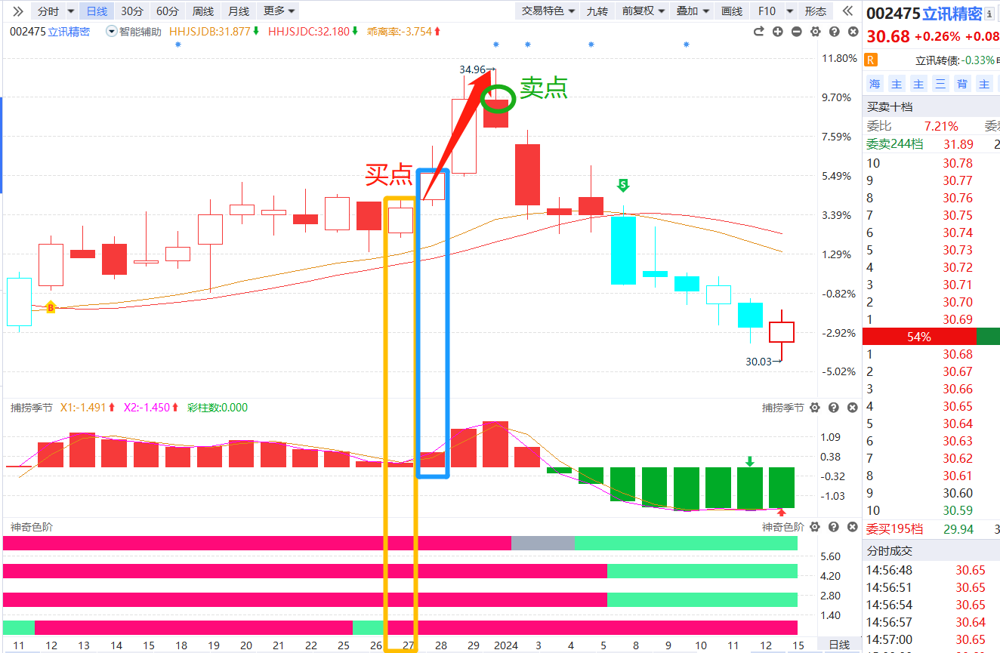 分时 日线 30分 60分 周线 月线 更多 交易特色 九转 前复权 叠加 画线 F10 形态
002475 立讯精密 智能辅助 HHJSJDB:31.877 HHJSJDC:32.180 乖离率:-3.754
34.96→
卖点
买点
S
B
30.03→
11.80%
9.70%
7.59%
5.49%
3.39%
1.29%
-0.82%
-2.92%
-5.02%
捕捞季节 X1:-1.491 X2:-1.450 彩柱数:0.000 捕捞季节
1.09
0.38
-0.32
-1.03
神奇色阶 神奇色阶
5.60
4.20
2.80
1.40
11 12 13 14 15 18 19 20 21 22 25 26 27 28 29 2024 3 4 5 8 9 10 11 12 15 日线
002475 立讯精密
30.68 +0.26% +0.08
R 立讯转债:-0.33%
海 主 主 三 背 主
买卖十档
委比 7.21%
委卖244档 31.89
10 30.78
9 30.77
8 30.76
7 30.75
6 30.74
5 30.73
4 30.72
3 30.71
2 30.70
1 30.69
54%
1 30.68
2 30.67
3 30.66
4 30.65
5 30.64
6 30.63
7 30.62
8 30.61
9 30.60
10 30.59
委买195档 29.94
分时成交
14:56:48 30.65
14:56:51 30.65
14:56:54 30.65
14:56:57 30.64
14:57:00 30.65